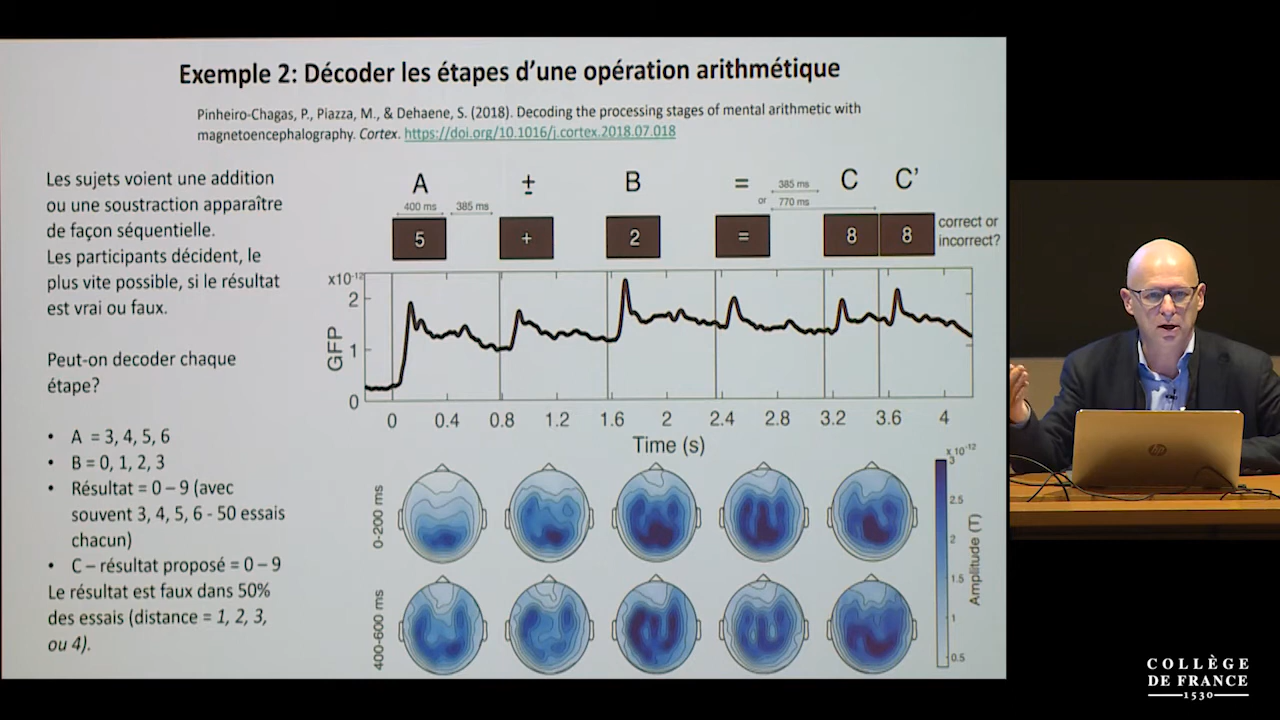 Exemple 2: Décoder les étapes d'une opération arithmétique
Pinheiro-Chagas, P., Piazza, M., & Dehaene, S. (2018). Decoding the processing stages of mental arithmetic with
magnetoencephalography. Cortex. https://doi.org/10.1016/j.cortex.2018.07.018
Les sujets voient une addition
ou une soustraction apparaître
de façon séquentielle.
Les participants décident, le
plus vite possible, si le résultat
est vrai ou faux.
Peut-on decoder chaque
étape?
• A = 3, 4, 5, 6
• B = 0, 1, 2, 3
• Résultat = 0 – 9 (avec
souvent 3, 4, 5, 6 - 50 essais
chacun)
• C – résultat proposé = 0 – 9
Le résultat est faux dans 50%
des essais (distance = 1, 2, 3,
ou 4).
A ± B = C C'
400 ms 385 ms 385 ms
or 770 ms
5 + 2 = 8 8
correct or
incorrect?
x10⁻¹²
2
1
0
GFP
0 0.4 0.8 1.2 1.6 2 2.4 2.8 3.2 3.6 4
Time (s)
0-200 ms
400-600 ms
x 10⁻¹²
3
2.5
2
1.5
1
0.5
Amplitude (T)
hp
COLLÈGE
DE FRANCE
1530